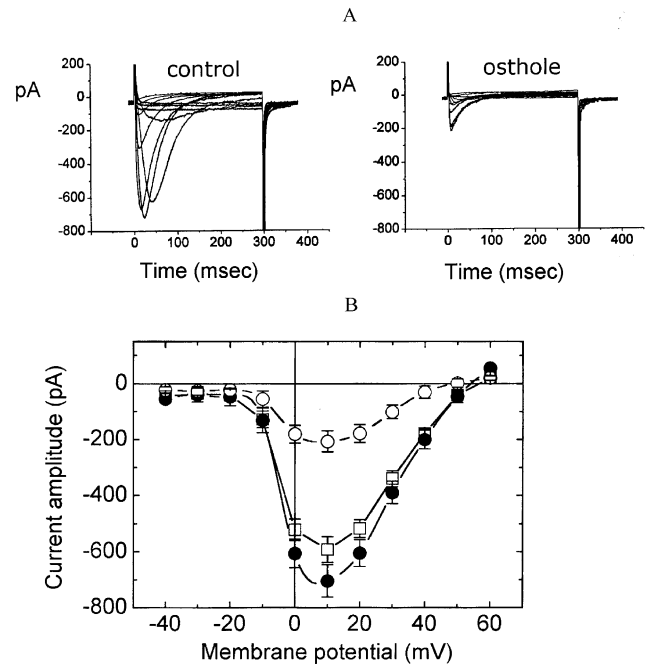 A
control
osthole
pA
200
0
-200
-400
-600
-800
0 100 200 300 400
Time (msec)
pA
200
0
-200
-400
-600
-800
0 100 200 300 400
Time (msec)
B
Current amplitude (pA)
0
-200
-400
-600
-800
-40 -20 0 20 40 60
Membrane potential (mV)